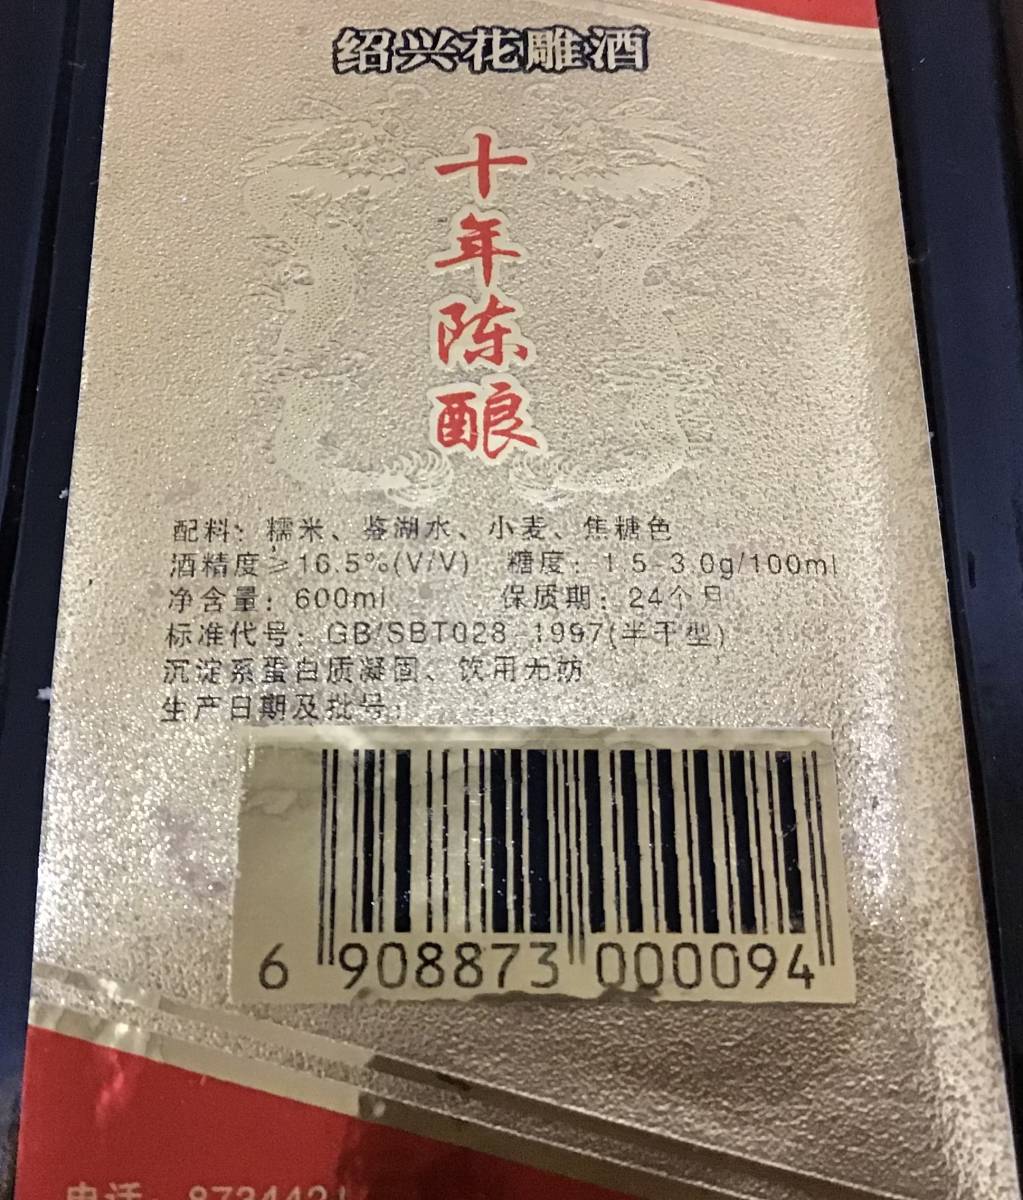 绍兴花雕酒
十年陈酿
配料：糯米、鉴湖水、小麦、焦糖色
酒精度≥16.5%(V/V) 糖度：1.5-3.0g/100ml
净含量：600ml 保质期：24个月
标准代号：GB/SBT028-1997(半干型)
沉淀系蛋白质凝固、饮用无妨
生产日期及批号：
6 908873 000094
电话：